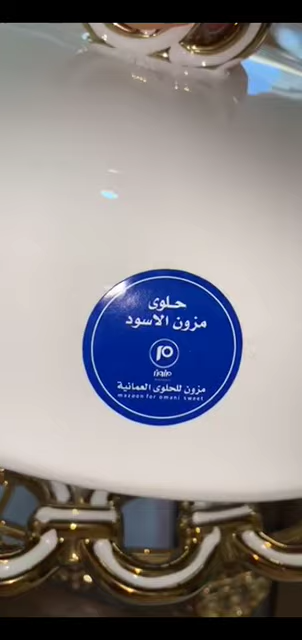 حلوى
مزون الاسود
مزون
مزون للحلوى العمانية
mazoon for omani sweet